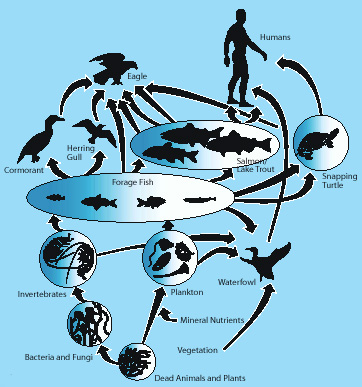 Humans
Eagle
Herring
Gull
Cormorant
Salmon/
Lake Trout
Snapping
Turtle
Forage Fish
Waterfowl
Invertebrates
Plankton
Mineral Nutrients
Bacteria and Fungi
Vegetation
Dead Animals and Plants